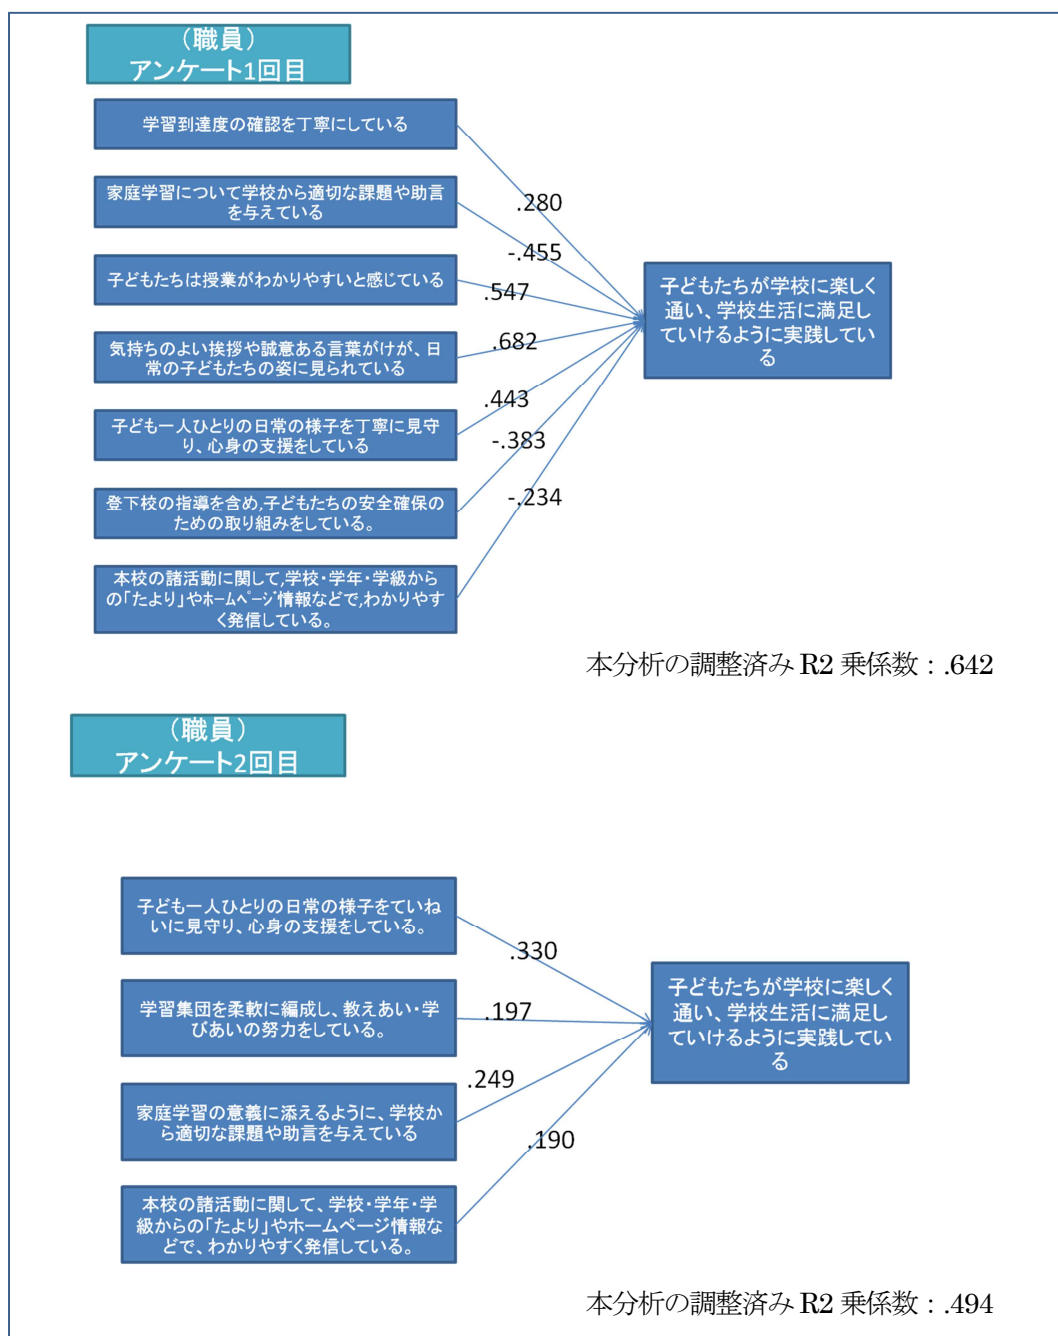 （職員）
アンケート1回目
学習到達度の確認を丁寧にしている
.280
家庭学習について学校から適切な課題や助言
を与えている
-.455
子どもたちは授業がわかりやすいと感じている
.547
気持ちのよい挨拶や誠意ある言葉がけが、日
常の子どもたちの姿に見られている
.682
子ども一人ひとりの日常の様子を丁寧に見守
り、心身の支援をしている
.443
登下校の指導を含め,子どもたちの安全確保の
ための取り組みをしている。
-.383
本校の諸活動に関して,学校・学年・学級から
の「たより」やﾎｰﾑﾍﾟｰｼﾞ情報などで,わかりやす
く発信している。
-.234
子どもたちが学校に楽しく
通い、学校生活に満足し
ていけるように実践してい
る
本分析の調整済み R2 乗係数：.642
（職員）
アンケート2回目
子ども一人ひとりの日常の様子をていね
いに見守り、心身の支援をしている。
.330
学習集団を柔軟に編成し、教えあい・学
びあいの努力をしている。
.197
家庭学習の意義に添えるように、学校か
ら適切な課題や助言を与えている
.249
本校の諸活動に関して、学校・学年・学
級からの「たより」やホームページ情報な
どで、わかりやすく発信している。
.190
子どもたちが学校に楽しく
通い、学校生活に満足し
ていけるように実践してい
る
本分析の調整済み R2 乗係数：.494